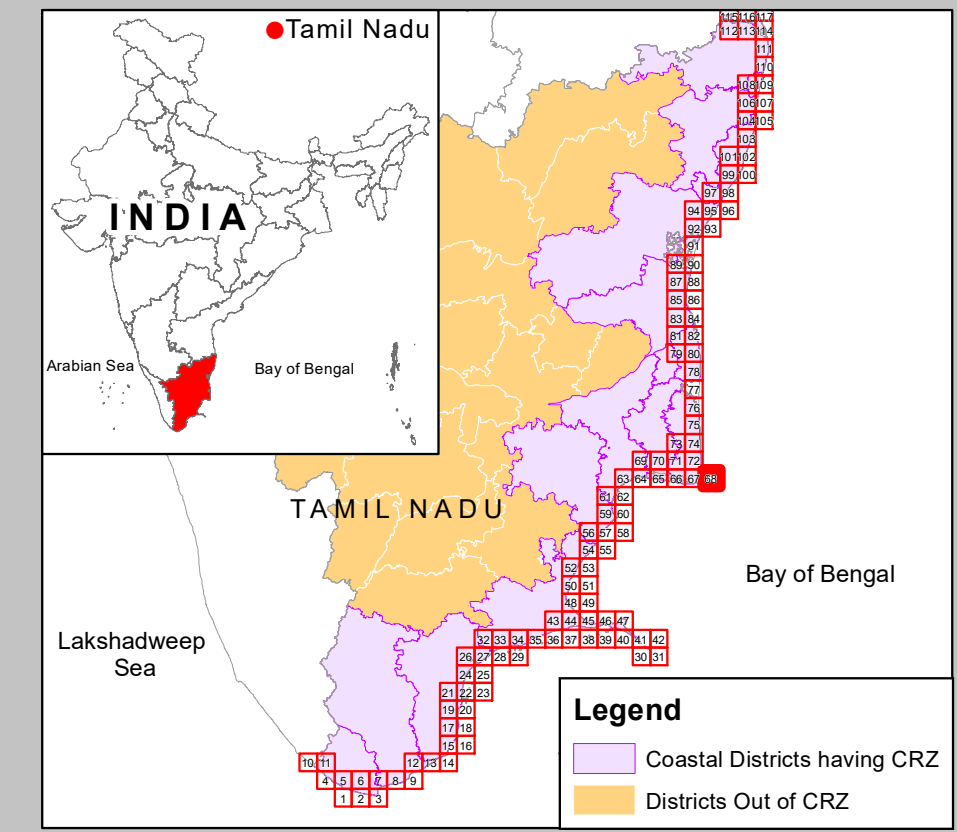 Tamil Nadu
INDIA
Arabian Sea
Bay of Bengal
115 116 117
112 113 114
111
110
108 109
106 107
104 105
103
101 102
99 100
97 98
94 95 96
92 93
91
89 90
87 88
85 86
83 84
81 82
79 80
78
77
76
75
73 74
69 70 71 72
63 64 65 66 67 68
61 62
TAMIL NADU
59 60
56 57 58
54 55
52 53
Bay of Bengal
50 51
48 49
43 44 45 46 47
32 33 34 35 36 37 38 39 40 41 42
Lakshadweep
Sea
26 27 28 29 30 31
24 25
21 22 23
19 20
17 18
15 16
10 11 12 13 14
4 5 6 7 8 9
1 2 3
Legend
Coastal Districts having CRZ
Districts Out of CRZ